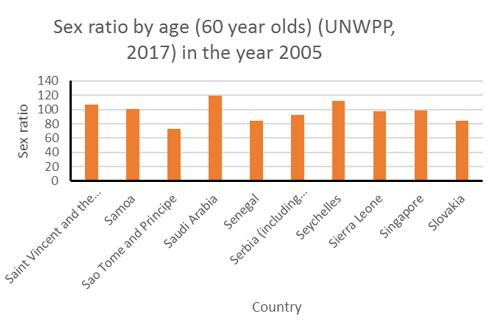 Sex ratio by age (60 year olds) (UNWPP,
2017) in the year 2005
140
120
100
80
60
40
20
0
Sex ratio
Saint Vincent and the...
Samoa
Sao Tome and Principe
Saudi Arabia
Senegal
Serbia (including...
Seychelles
Sierra Leone
Singapore
Slovakia
Country